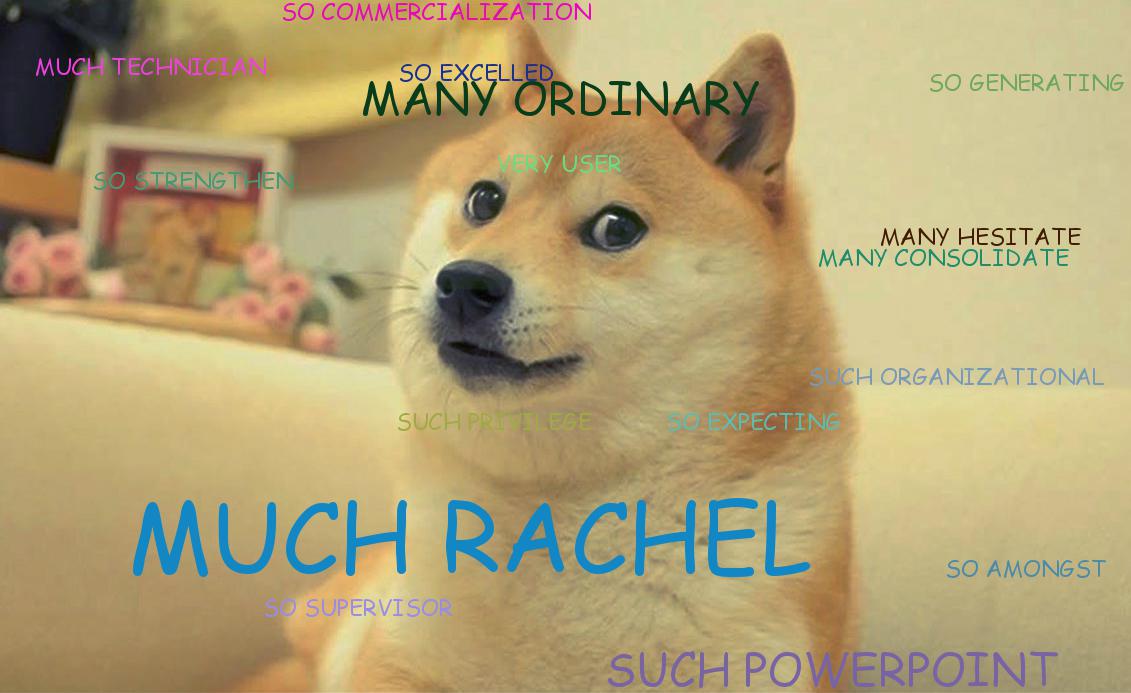 SO COMMERCIALIZATION
MUCH TECHNICIAN
SO EXCELLED
SO GENERATING
MANY ORDINARY
VERY USER
SO STRENGTHEN
MANY HESITATE
MANY CONSOLIDATE
SUCH ORGANIZATIONAL
SUCH PRIVILEGE
SO EXPECTING
MUCH RACHEL
SO AMONGST
SO SUPERVISOR
SUCH POWERPOINT